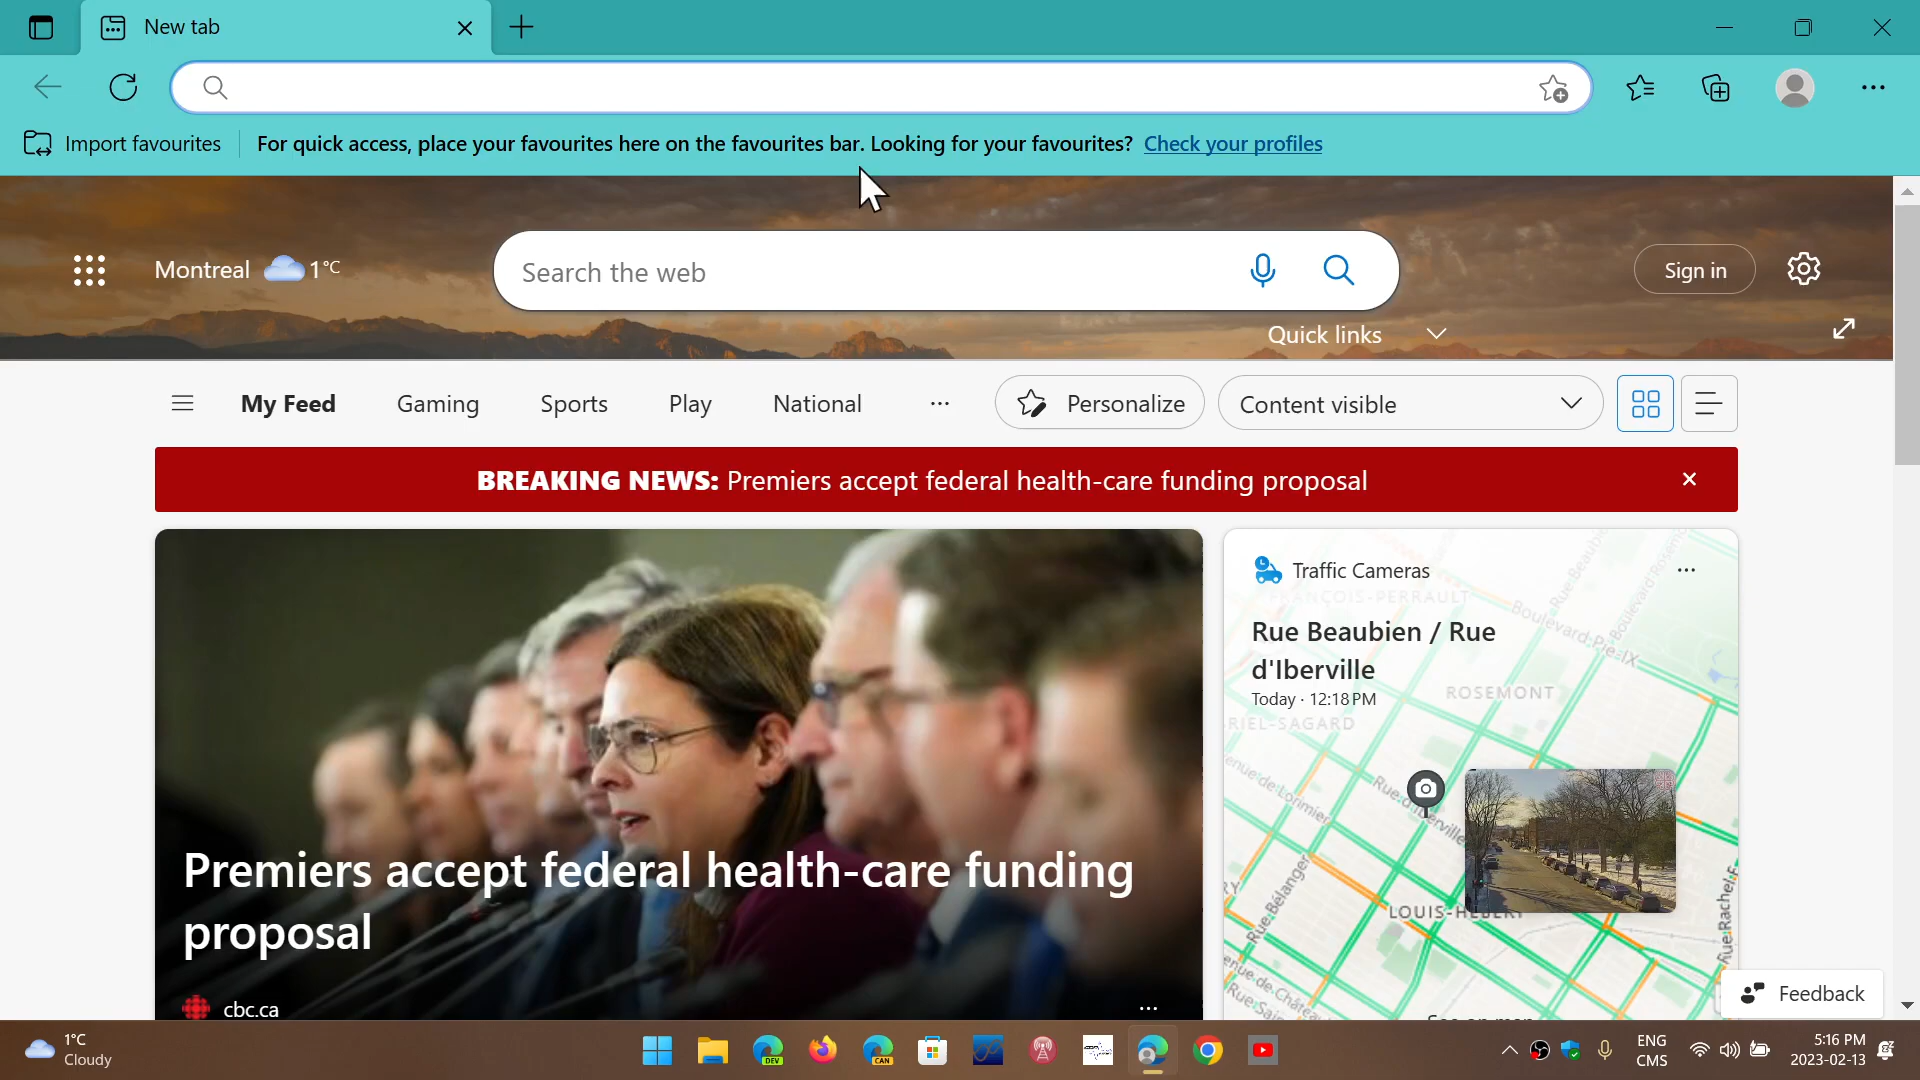 New tab
Import favourites
For quick access, place your favourites here on the favourites bar. Looking for your favourites? Check your profiles
Montreal 1°C
Search the web
Sign in
Quick links
My Feed Gaming Sports Play National
Personalize
Content visible
BREAKING NEWS: Premiers accept federal health-care funding proposal
Premiers accept federal health-care funding
proposal
cbc.ca
Traffic Cameras
FRANÇOIS-PERRAULT
Rue Beaubien / Rue
d'Iberville
Today · 12:18 PM
Boulevard Pie-IX
ROSEMONT
RIEL-SAGARD
Rue d'Iberville
Rue Bélanger
LOUIS-HÉBERT
Rue Rachel
Feedback
1°C
Cloudy
DEV
CAN
ENG
CMS
5:16 PM
2023-02-13